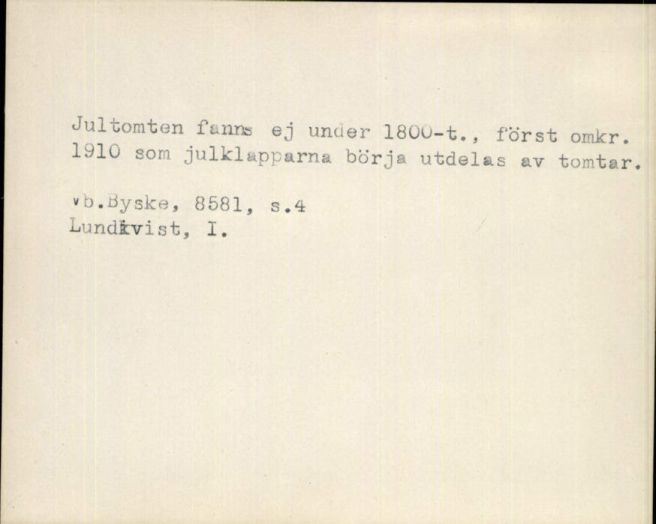 Jultomten fanns ej under 1800-t., först omkr.
1910 som julklapparna börja utdelas av tomtar.
vb.Byske, 8581, s.4
Lundkvist, I.